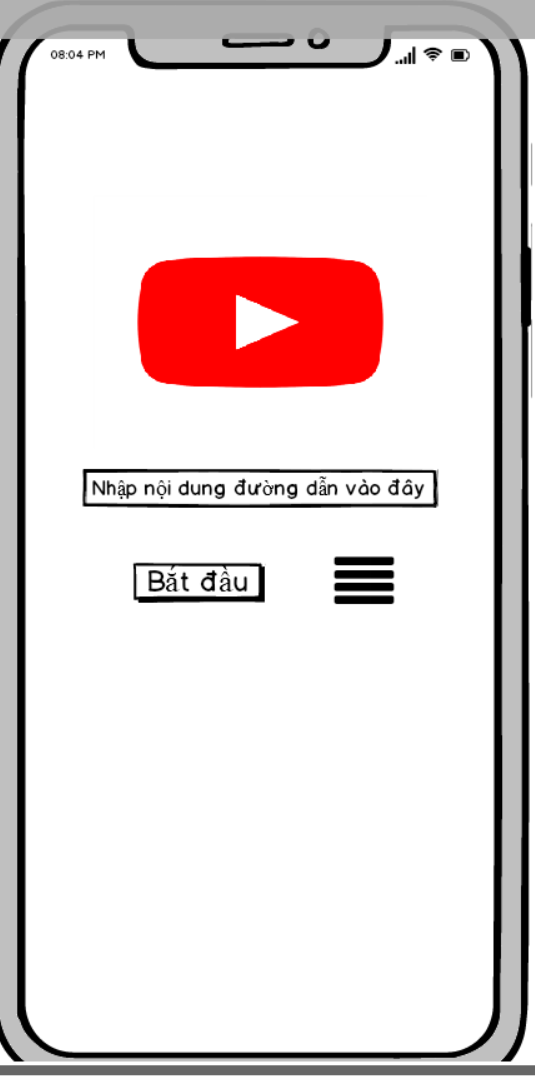 08:04 PM
Nhập nội dung đường dẫn vào đây
Bắt đầu